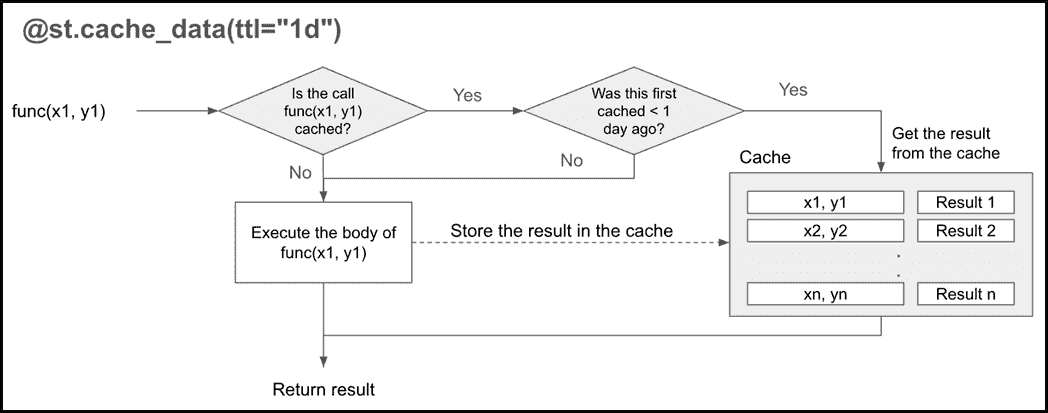 @st.cache_data(ttl="1d")
func(x1, y1)
Is the call
func(x1, y1)
cached?
Yes
Was this first
cached < 1
day ago?
Yes
No
No
Get the result
from the cache
Cache
x1, y1
Result 1
x2, y2
Result 2
.
.
xn, yn
Result n
Execute the body of
func(x1, y1)
Store the result in the cache
Return result